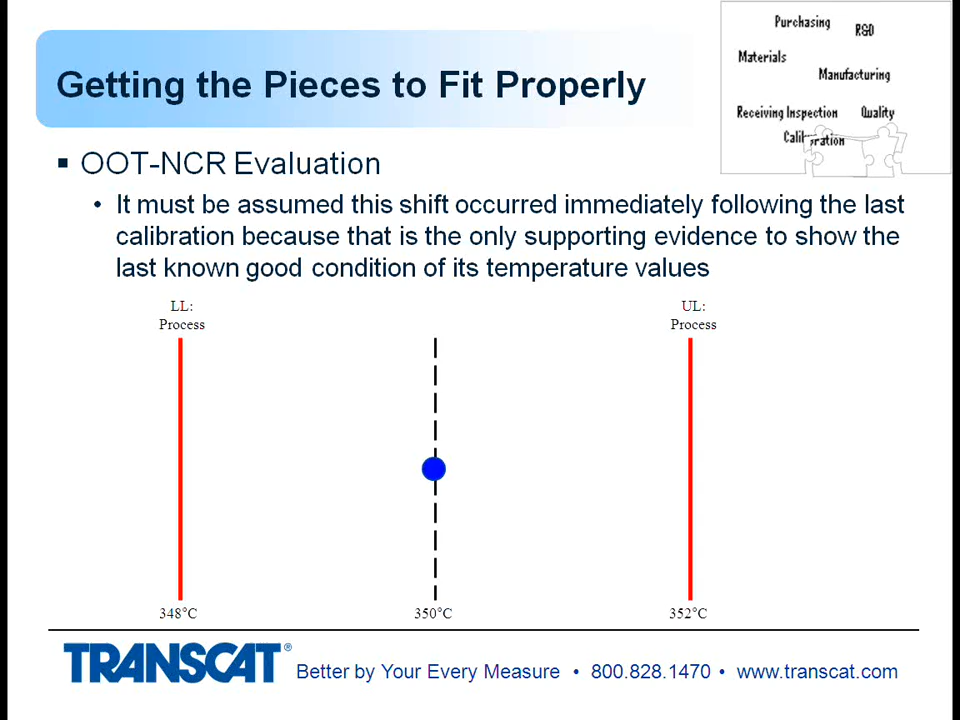 Purchasing
R&D
Materials
Manufacturing
Receiving Inspection
Quality
Calibration
Getting the Pieces to Fit Properly
▪ OOT-NCR Evaluation
• It must be assumed this shift occurred immediately following the last
calibration because that is the only supporting evidence to show the
last known good condition of its temperature values
LL:
Process
UL:
Process
348°C
350°C
352°C
TRANSCAT® Better by Your Every Measure • 800.828.1470 • www.transcat.com